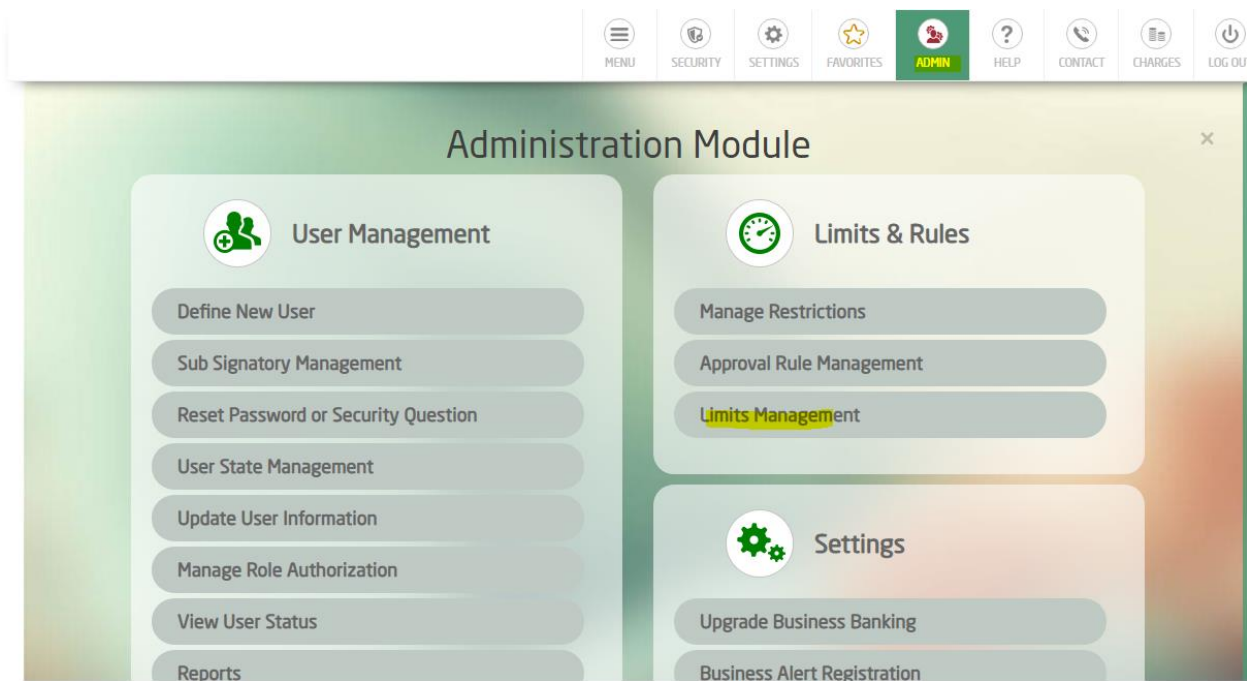 MENU SECURITY SETTINGS FAVORITES ADMIN HELP CONTACT CHARGES LOG OU
Administration Module
User Management
Define New User
Sub Signatory Management
Reset Password or Security Question
User State Management
Update User Information
Manage Role Authorization
View User Status
Reports
Limits & Rules
Manage Restrictions
Approval Rule Management
Limits Management
Settings
Upgrade Business Banking
Business Alert Registration